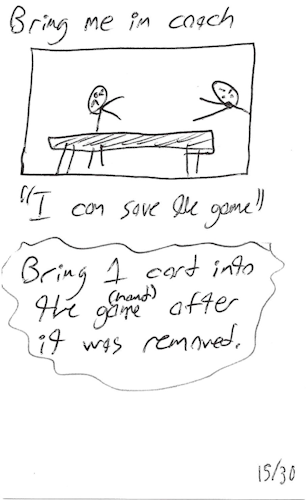 Bring me in coach
"I can save the game"
Bring 1 card into
the game (hand) after
it was removed.
15/30